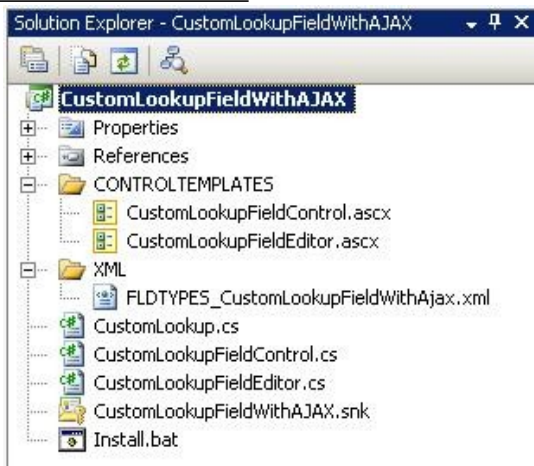 Solution Explorer - CustomLookupFieldWithAJAX
CustomLookupFieldWithAJAX
Properties
References
CONTROLTEMPLATES
CustomLookupFieldControl.ascx
CustomLookupFieldEditor.ascx
XML
FLDTYPES_CustomLookupFieldWithAjax.xml
CustomLookup.cs
CustomLookupFieldControl.cs
CustomLookupFieldEditor.cs
CustomLookupFieldWithAJAX.snk
Install.bat